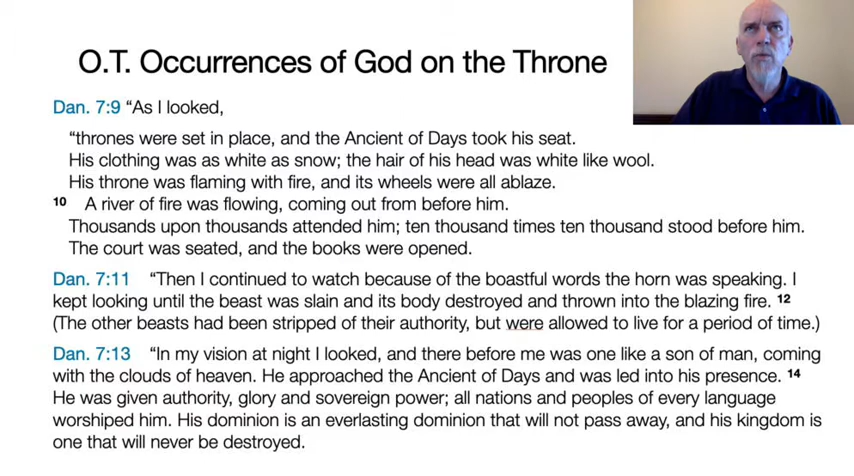 O.T. Occurrences of God on the Throne
Dan. 7:9 “As I looked,
“thrones were set in place, and the Ancient of Days took his seat.
His clothing was as white as snow; the hair of his head was white like wool.
His throne was flaming with fire, and its wheels were all ablaze.
10 A river of fire was flowing, coming out from before him.
Thousands upon thousands attended him; ten thousand times ten thousand stood before him.
The court was seated, and the books were opened.
Dan. 7:11 “Then I continued to watch because of the boastful words the horn was speaking. I
kept looking until the beast was slain and its body destroyed and thrown into the blazing fire. 12
(The other beasts had been stripped of their authority, but were allowed to live for a period of time.)
Dan. 7:13 “In my vision at night I looked, and there before me was one like a son of man, coming
with the clouds of heaven. He approached the Ancient of Days and was led into his presence. 14
He was given authority, glory and sovereign power; all nations and peoples of every language
worshiped him. His dominion is an everlasting dominion that will not pass away, and his kingdom is
one that will never be destroyed.